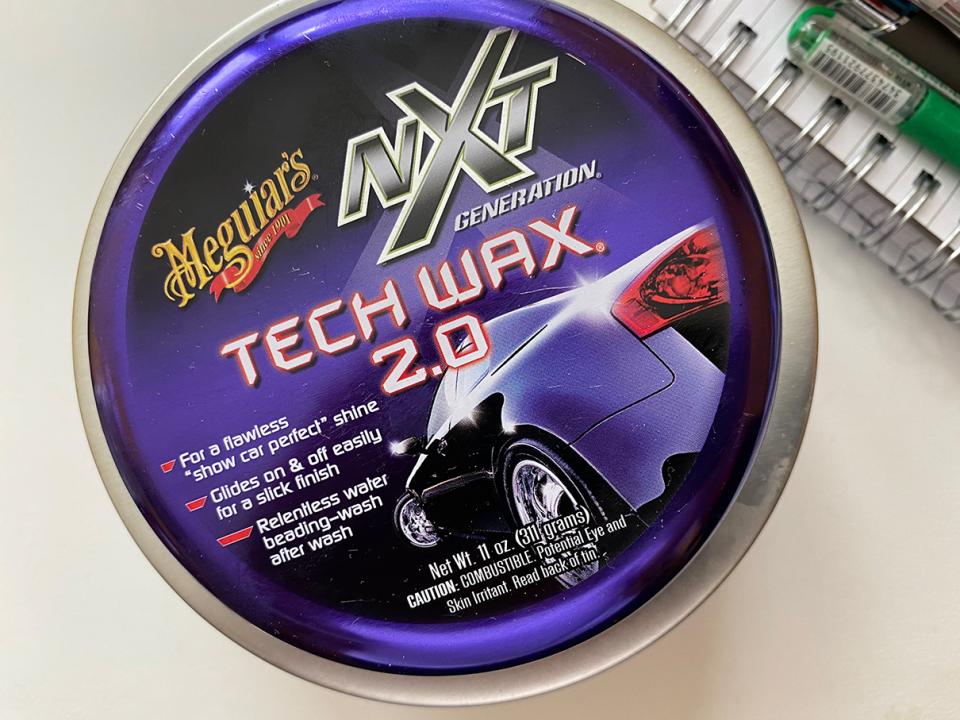 NXT
GENERATION®
Meguiar's®
since 1901
TECH WAX®
2.0
For a flawless
"show car perfect" shine
Glides on & off easily
for a slick finish
Relentless water
beading–wash
after wash
Net Wt. 11 oz. (311 grams)
CAUTION: COMBUSTIBLE. Potential Eye and
Skin Irritant. Read back of tin.